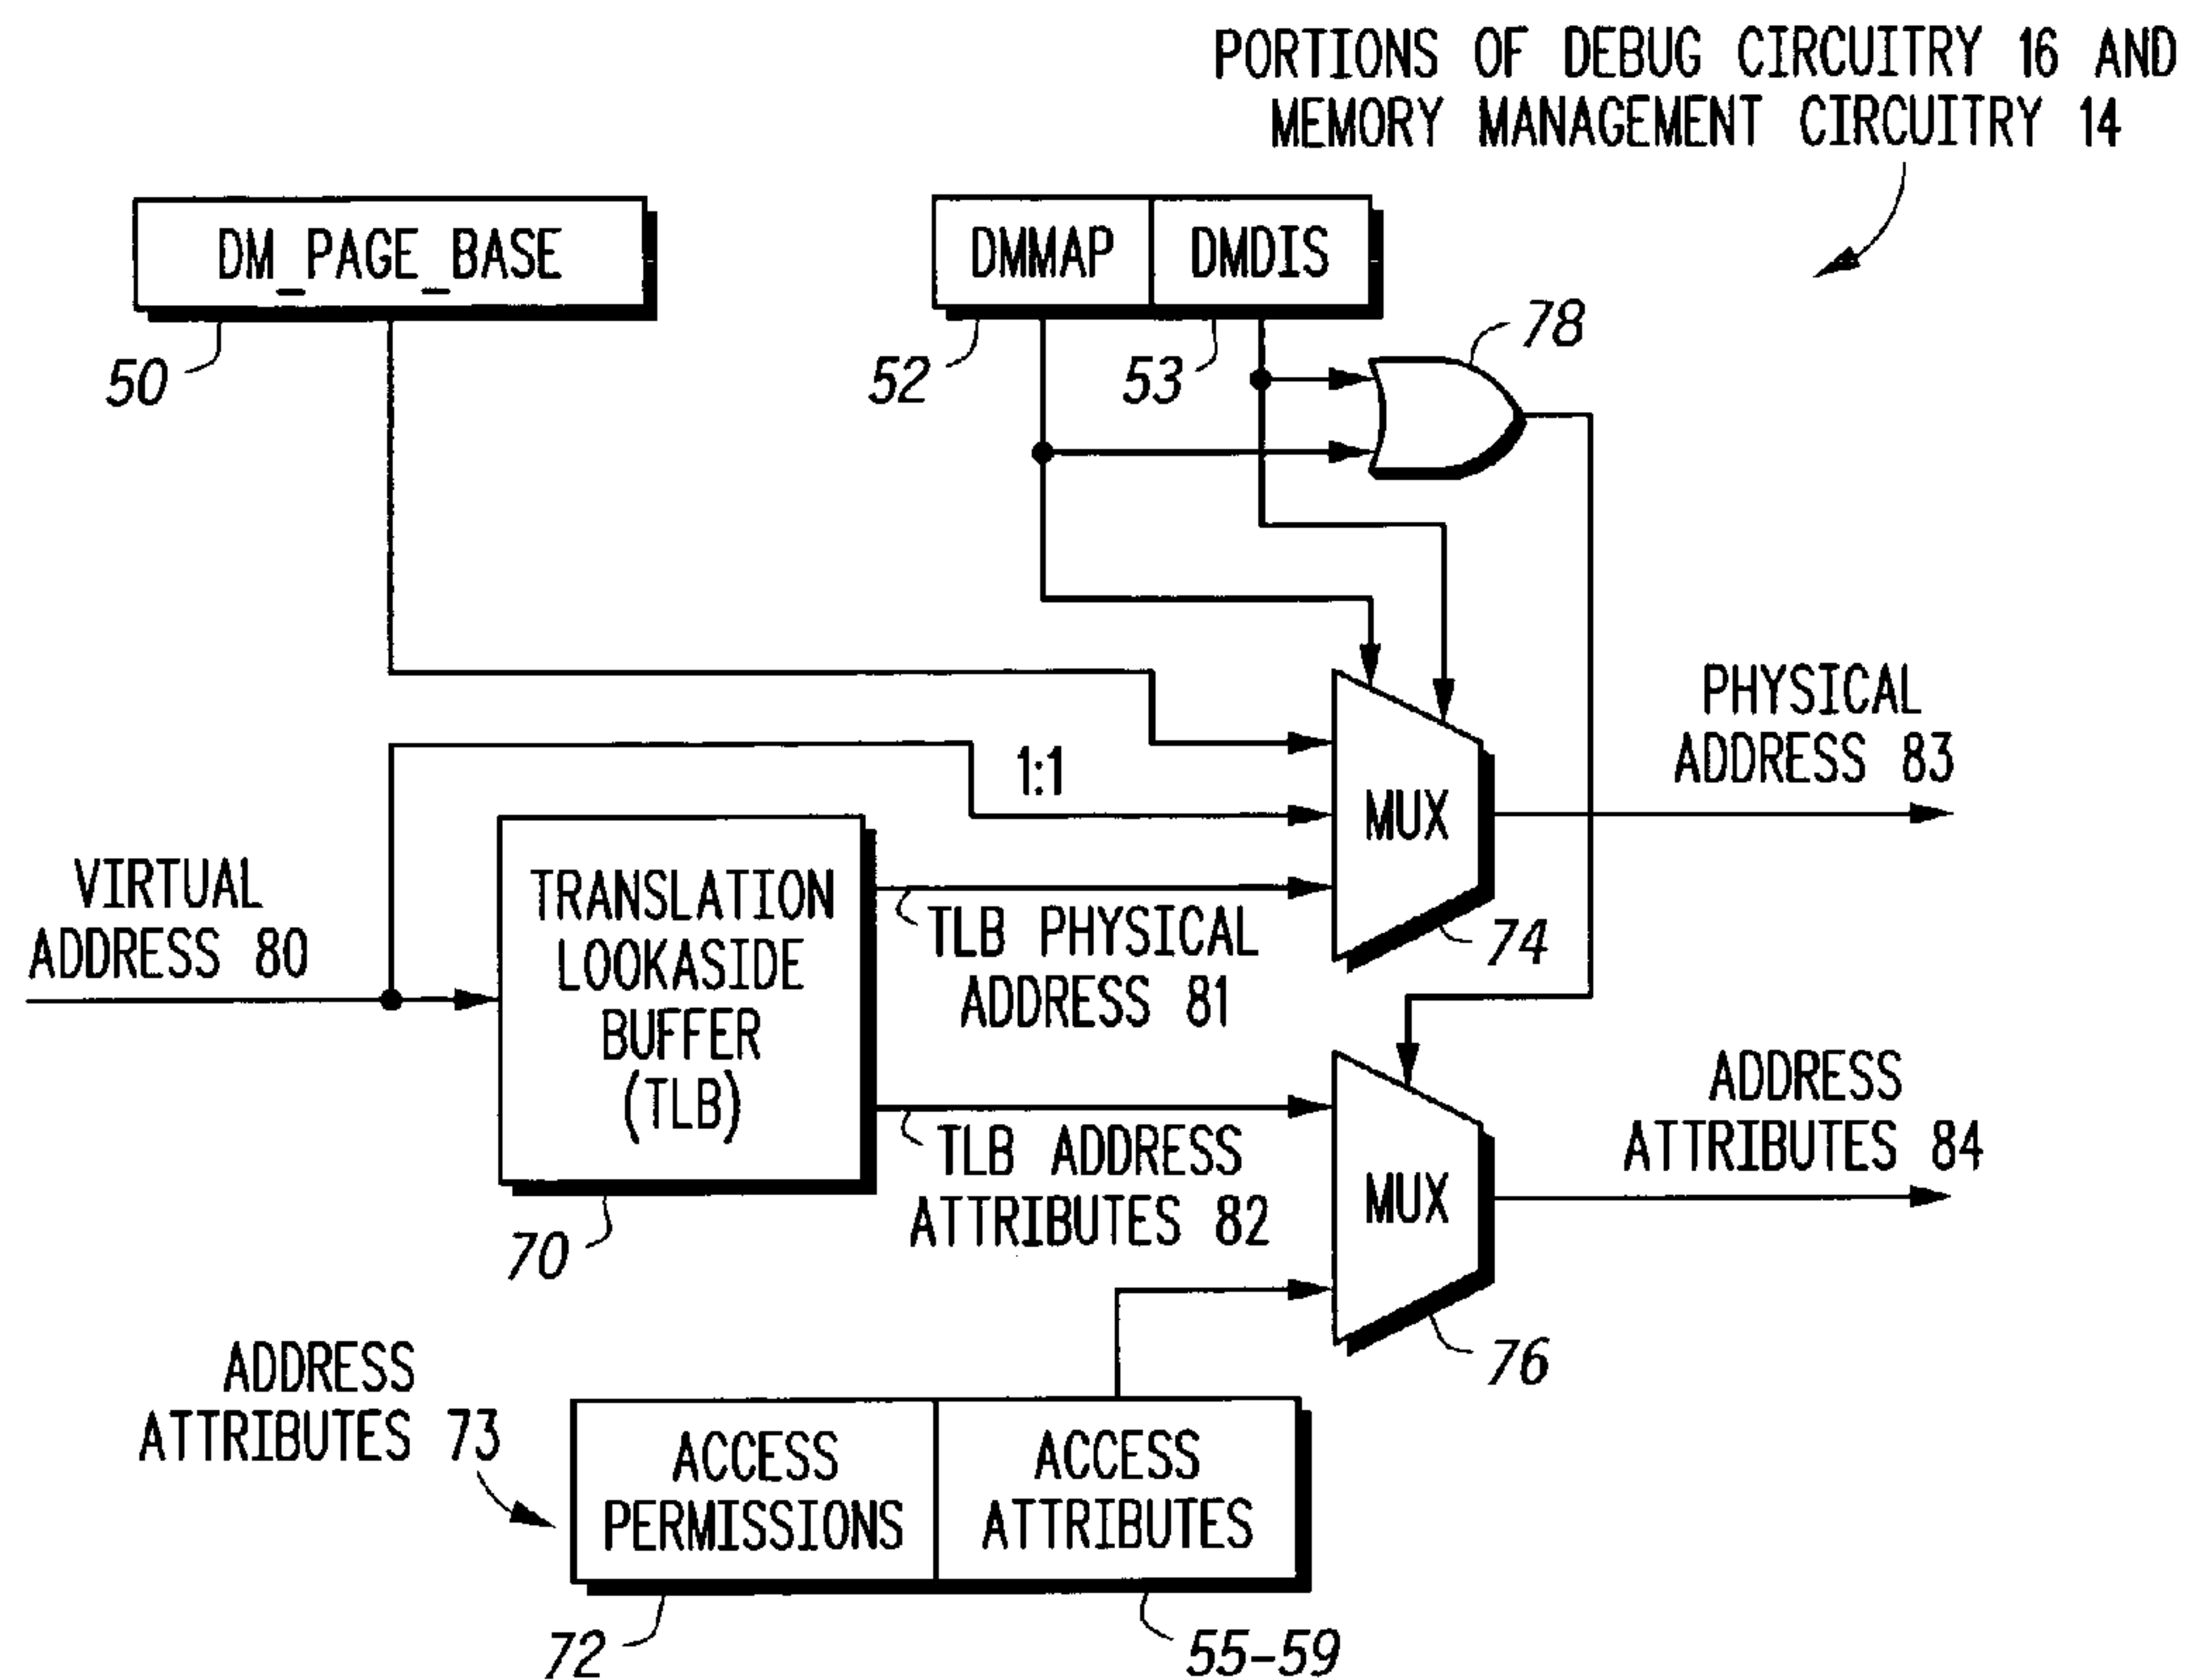 PORTIONS OF DEBUG CIRCUITRY 16 AND
MEMORY MANAGEMENT CIRCUITRY 14
DM_PAGE_BASE
DMMAP
DMDIS
50
52
53
78
1:1
MUX
PHYSICAL
ADDRESS 83
VIRTUAL
ADDRESS 80
TRANSLATION
LOOKASIDE
BUFFER
(TLB)
TLB PHYSICAL
ADDRESS 81
74
TLB ADDRESS
ATTRIBUTES 82
MUX
ADDRESS
ATTRIBUTES 84
70
76
ADDRESS
ATTRIBUTES 73
ACCESS
PERMISSIONS
ACCESS
ATTRIBUTES
72
55-59